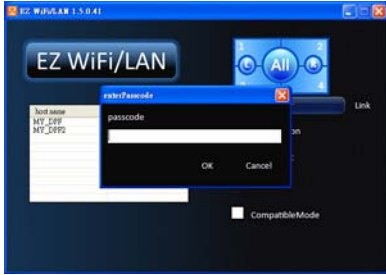 EZ WiFi/LAN 1.5.0.41
EZ WiFi/LAN
1 2
L All R
3 4
enterPasscode
Link
host name
MY_DPF
MY_DPF2
passcode
on
OK Cancel
CompatibleMode